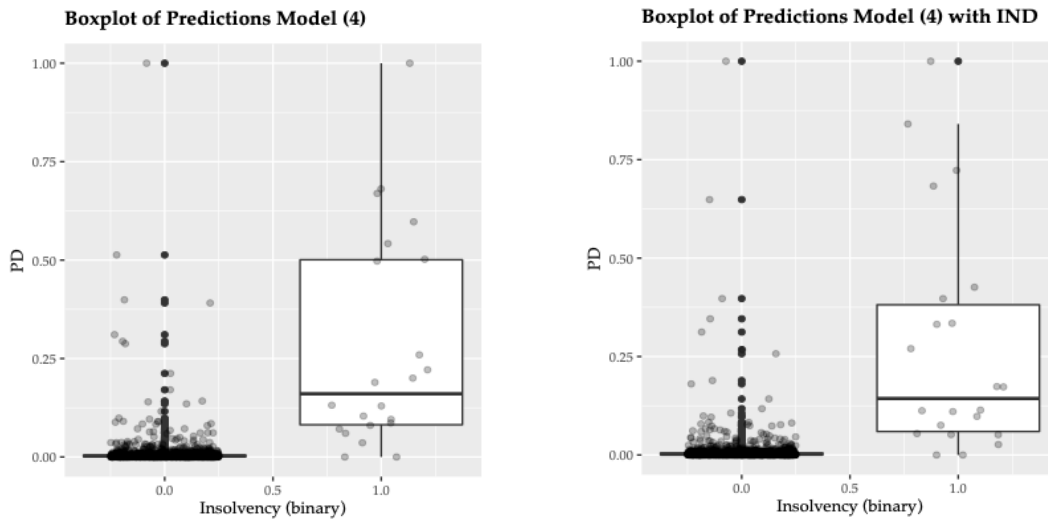 Boxplot of Predictions Model (4)
1.00
0.75
0.50
0.25
0.00
PD
0.0
0.5
1.0
Insolvency (binary)
Boxplot of Predictions Model (4) with IND
1.00
0.75
0.50
0.25
0.00
PD
0.0
0.5
1.0
Insolvency (binary)